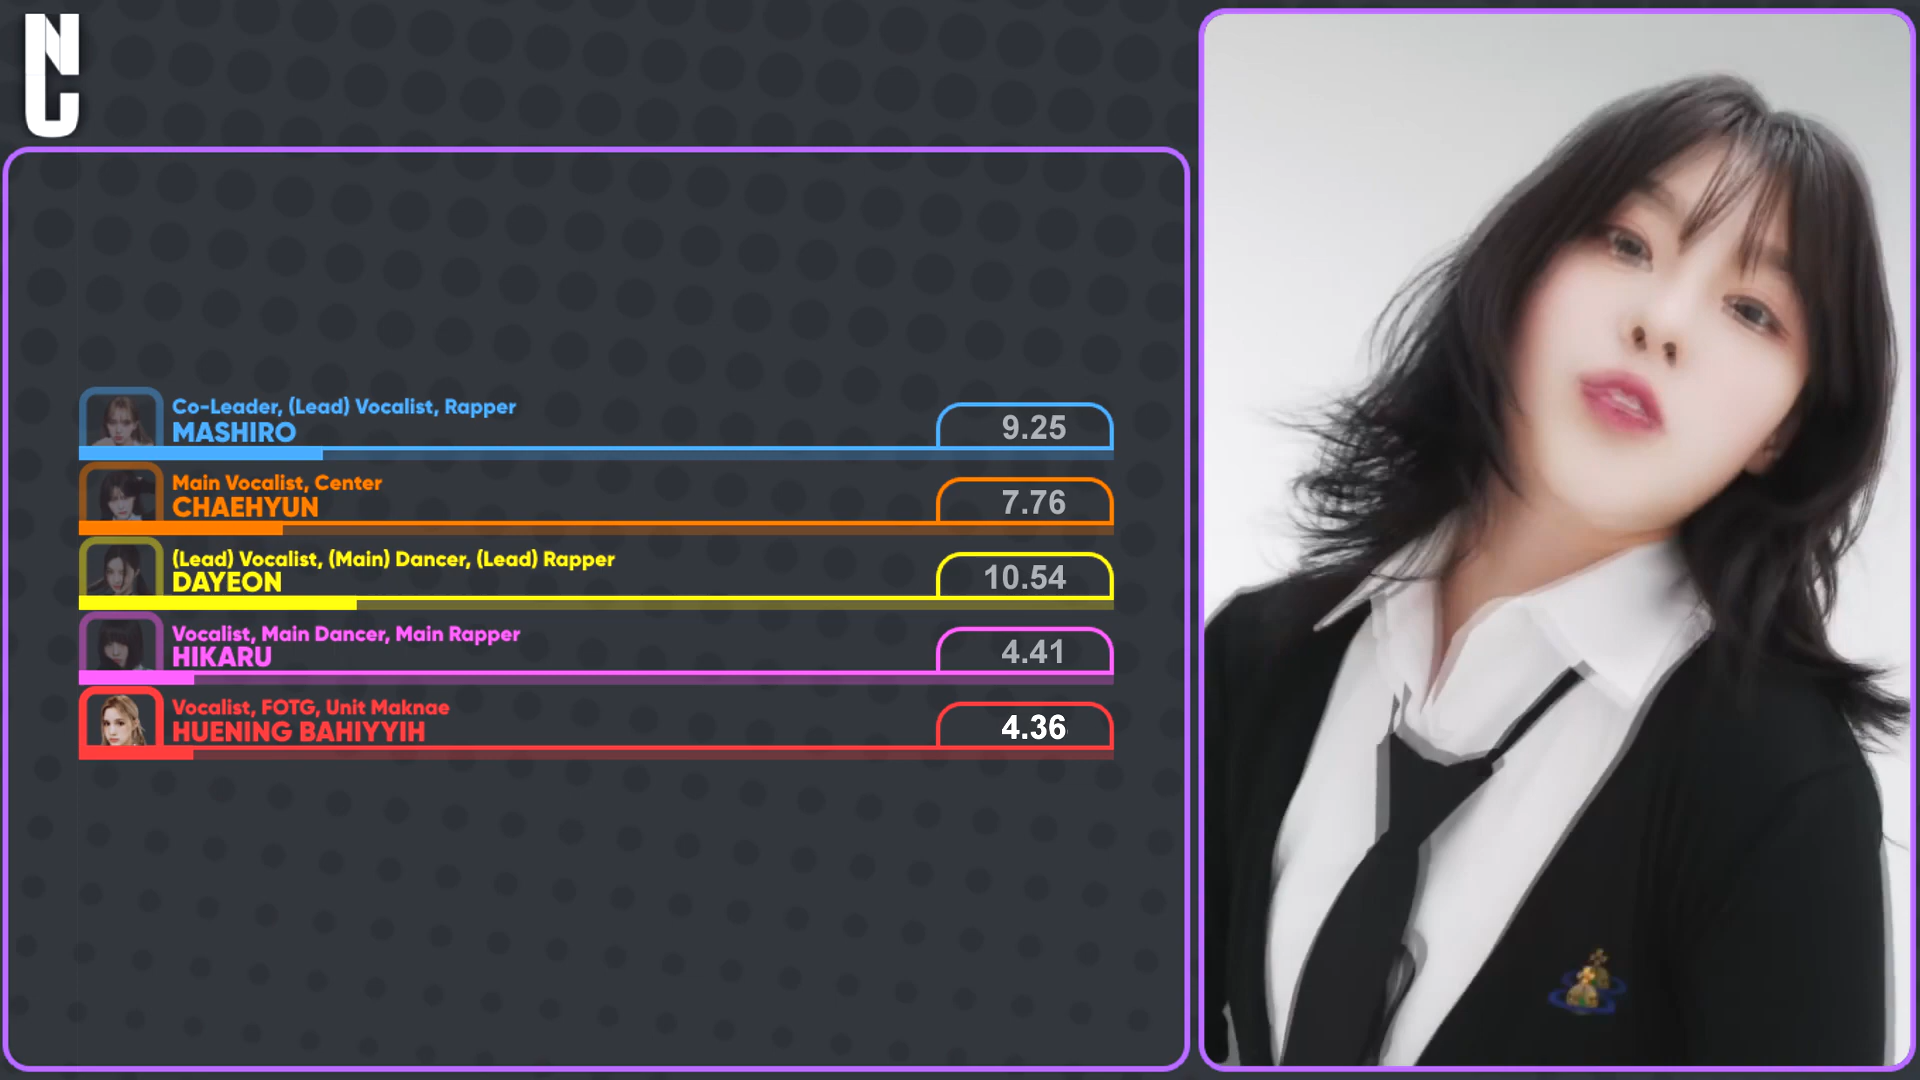 NC
Co-Leader, (Lead) Vocalist, Rapper
MASHIRO
9.25
Main Vocalist, Center
CHAEHYUN
7.76
(Lead) Vocalist, (Main) Dancer, (Lead) Rapper
DAYEON
10.54
Vocalist, Main Dancer, Main Rapper
HIKARU
4.41
Vocalist, FOTG, Unit Maknae
HUENING BAHIYYIH
4.36